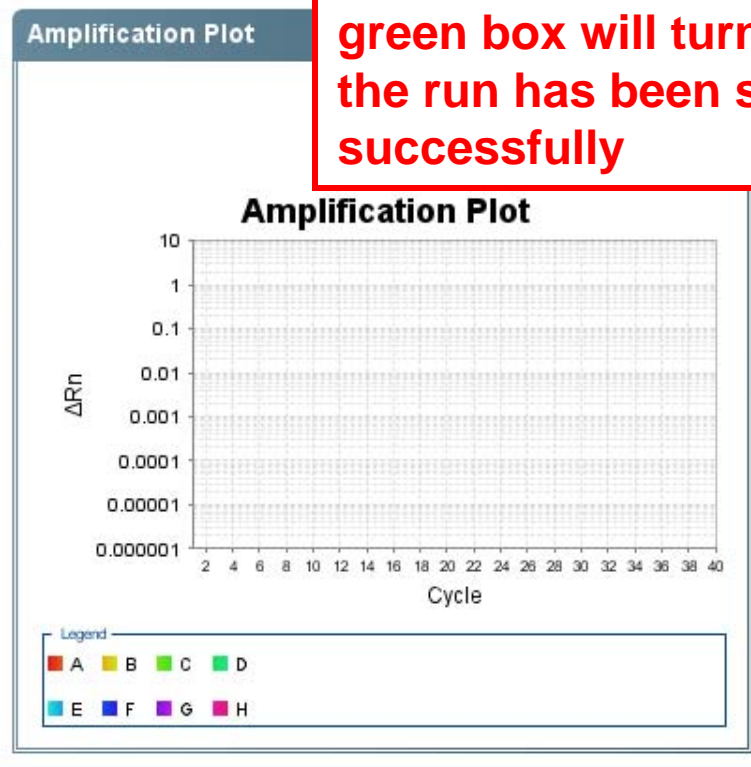 Amplification Plot
green box will turn
the run has been s
successfully
Amplification Plot
10
1
0.1
0.01
0.001
0.0001
0.00001
0.000001
ΔRn
2 4 6 8 10 12 14 16 18 20 22 24 26 28 30 32 34 36 38 40
Cycle
Legend
A B C D
E F G H